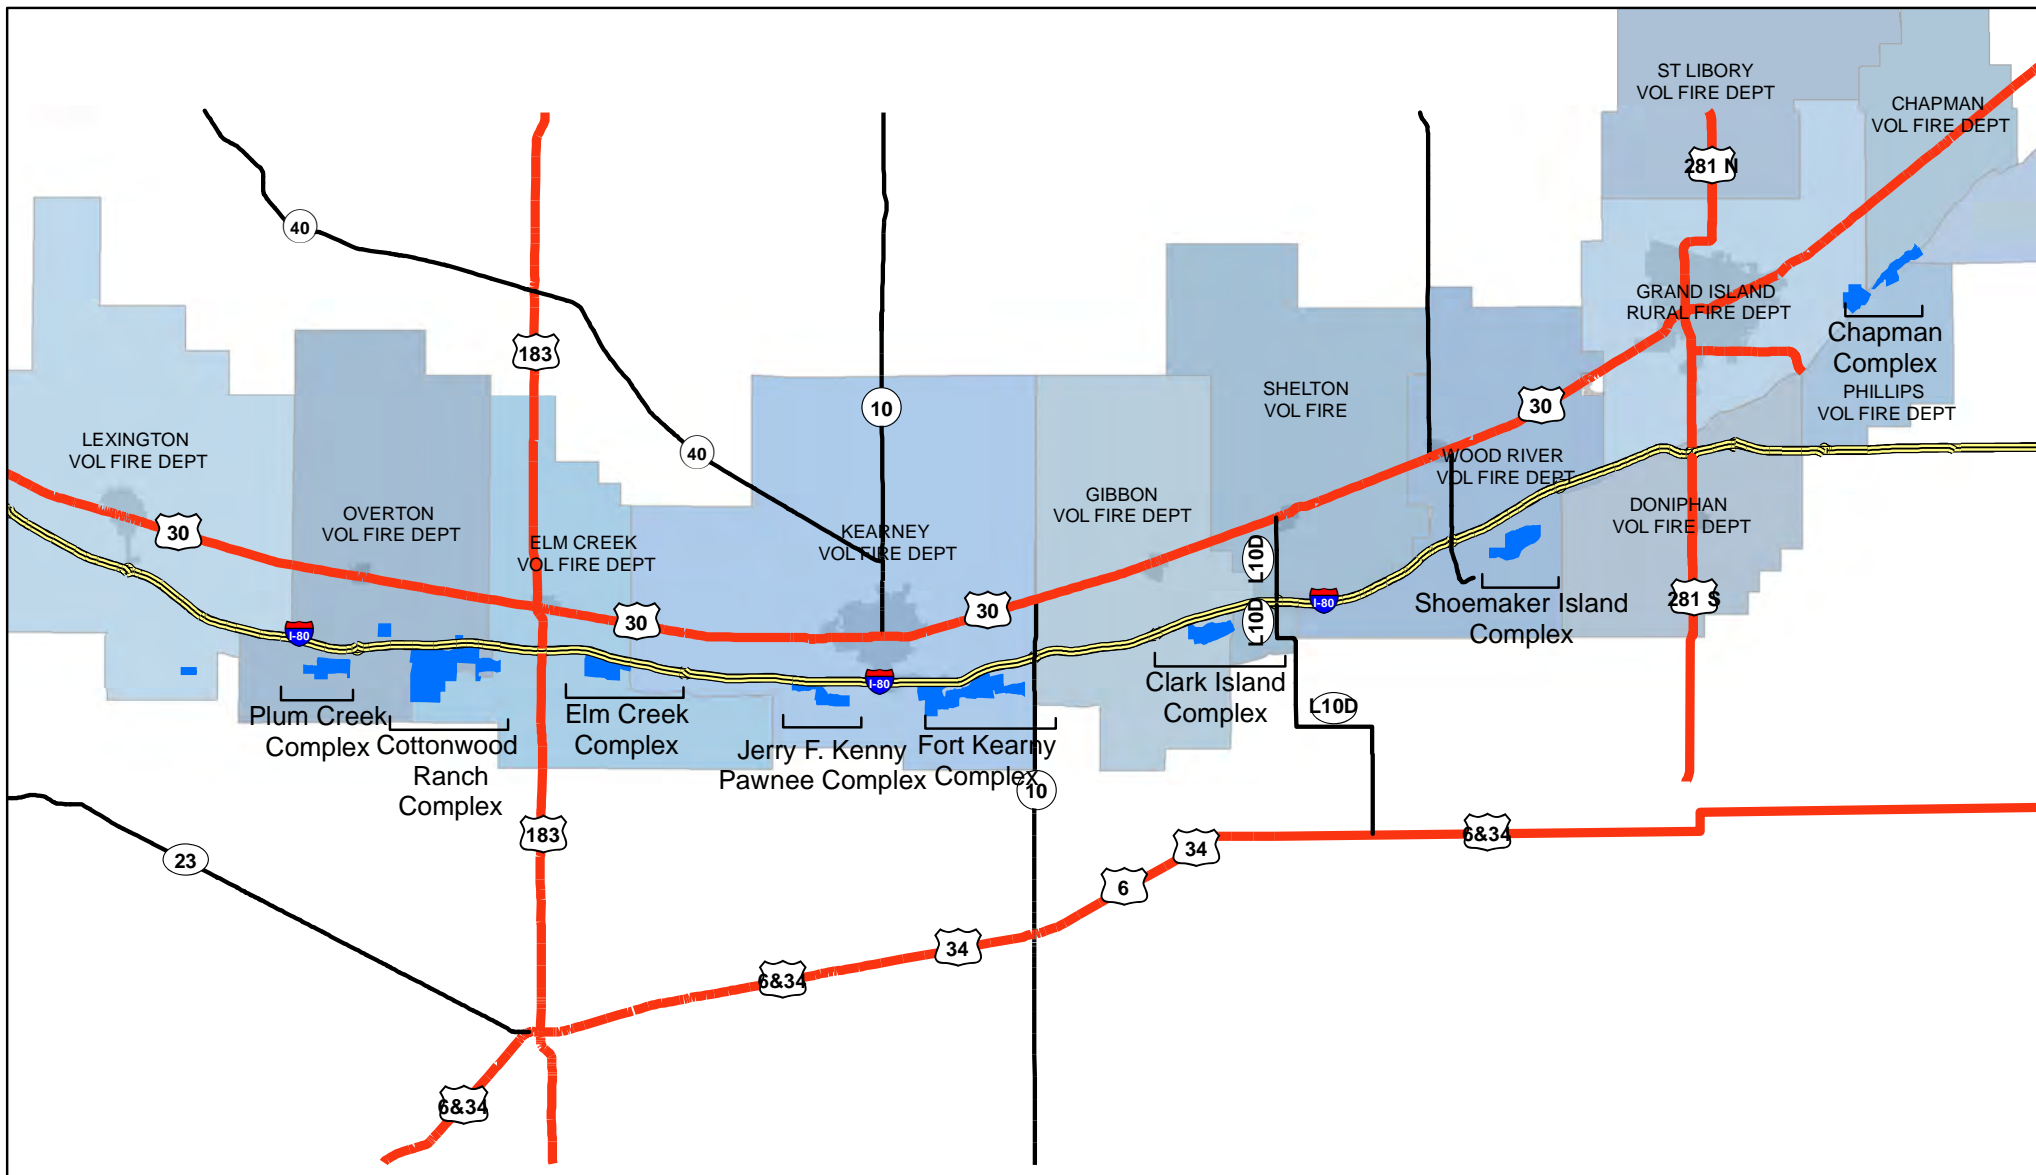 ST LIBORY
VOL FIRE DEPT
CHAPMAN
VOL FIRE DEPT
281 N
40
GRAND ISLAND
RURAL FIRE DEPT
Chapman
Complex
183
PHILLIPS
VOL FIRE DEPT
10
SHELTON
VOL FIRE
30
LEXINGTON
VOL FIRE DEPT
40
WOOD RIVER
VOL FIRE DEPT
OVERTON
VOL FIRE DEPT
30
GIBBON
VOL FIRE DEPT
DONIPHAN
VOL FIRE DEPT
ELM CREEK
VOL FIRE DEPT
KEARNEY
VOL FIRE DEPT
L10D
L10D
I-80
281 S
Shoemaker Island
Complex
30
30
I-80
I-80
Clark Island
Complex
L10D
Plum Creek
Complex
Cottonwood
Ranch
Complex
Elm Creek
Complex
Jerry F. Kenny
Pawnee Complex
Fort Kearny
Complex
10
183
6&34
34
23
6
34
6&34
6&34